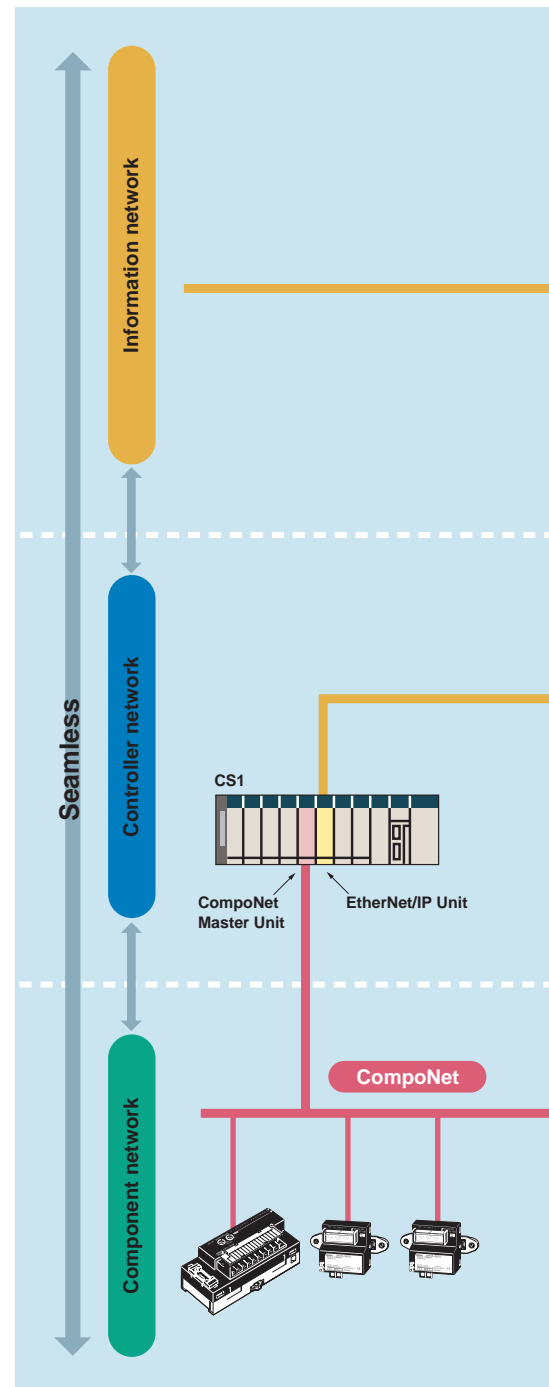 Seamless
Information network
Controller network
CS1
CompoNet
Master Unit
EtherNet/IP Unit
Component network
CompoNet